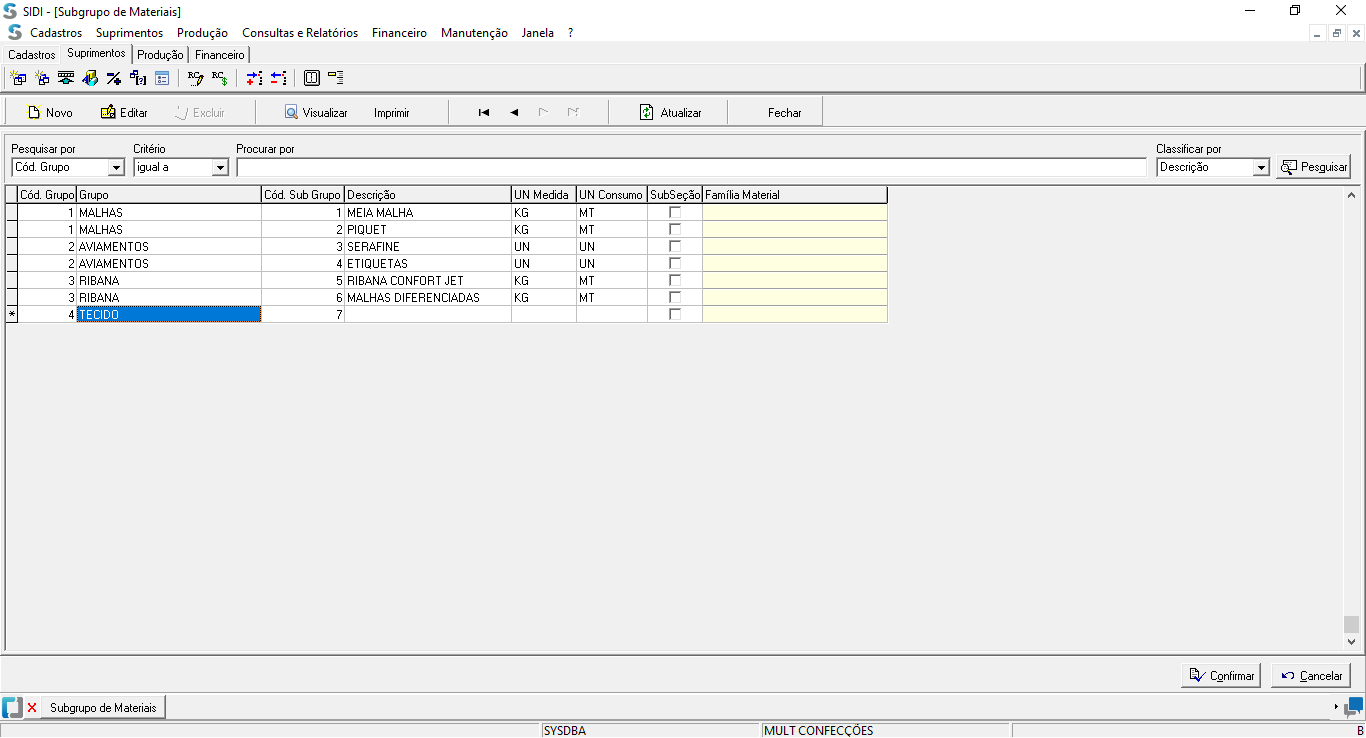 SIDI - [Subgrupo de Materiais]
Cadastros Suprimentos Produção Consultas e Relatórios Financeiro Manutenção Janela ?
Cadastros Suprimentos Produção Financeiro
Novo Editar Excluir Visualizar Imprimir Atualizar Fechar
Pesquisar por Critério Procurar por Classificar por
Cód. Grupo igual a Descrição Pesquisar
Cód. Grupo Grupo Cód. Sub Grupo Descrição UN Medida UN Consumo SubSeção Família Material
1 MALHAS 1 MEIA MALHA KG MT
1 MALHAS 2 PIQUET KG MT
2 AVIAMENTOS 3 SERAFINE UN UN
2 AVIAMENTOS 4 ETIQUETAS UN UN
3 RIBANA 5 RIBANA CONFORT JET KG MT
3 RIBANA 6 MALHAS DIFERENCIADAS KG MT
* 4 TECIDO 7
Confirmar Cancelar
Subgrupo de Materiais
SYSDBA MULT CONFECÇÕES B